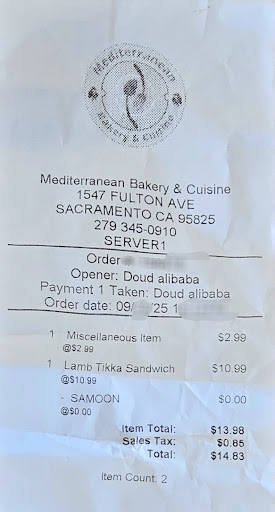 Mediterranean
Bakery & Cuisine
Mediterranean Bakery & Cuisine
1547 FULTON AVE
SACRAMENTO CA 95825
279 345-0910
SERVER1
Order
Opener: Doud alibaba
Payment 1 Taken: Doud alibaba
Order date: 09/ /25 1
1 Miscellaneous Item $2.99
@$2.99
1 Lamb Tikka Sandwich $10.99
@$10.99
- SAMOON $0.00
@$0.00
Item Total: $13.98
Sales Tax: $0.85
Total: $14.83
Item Count: 2